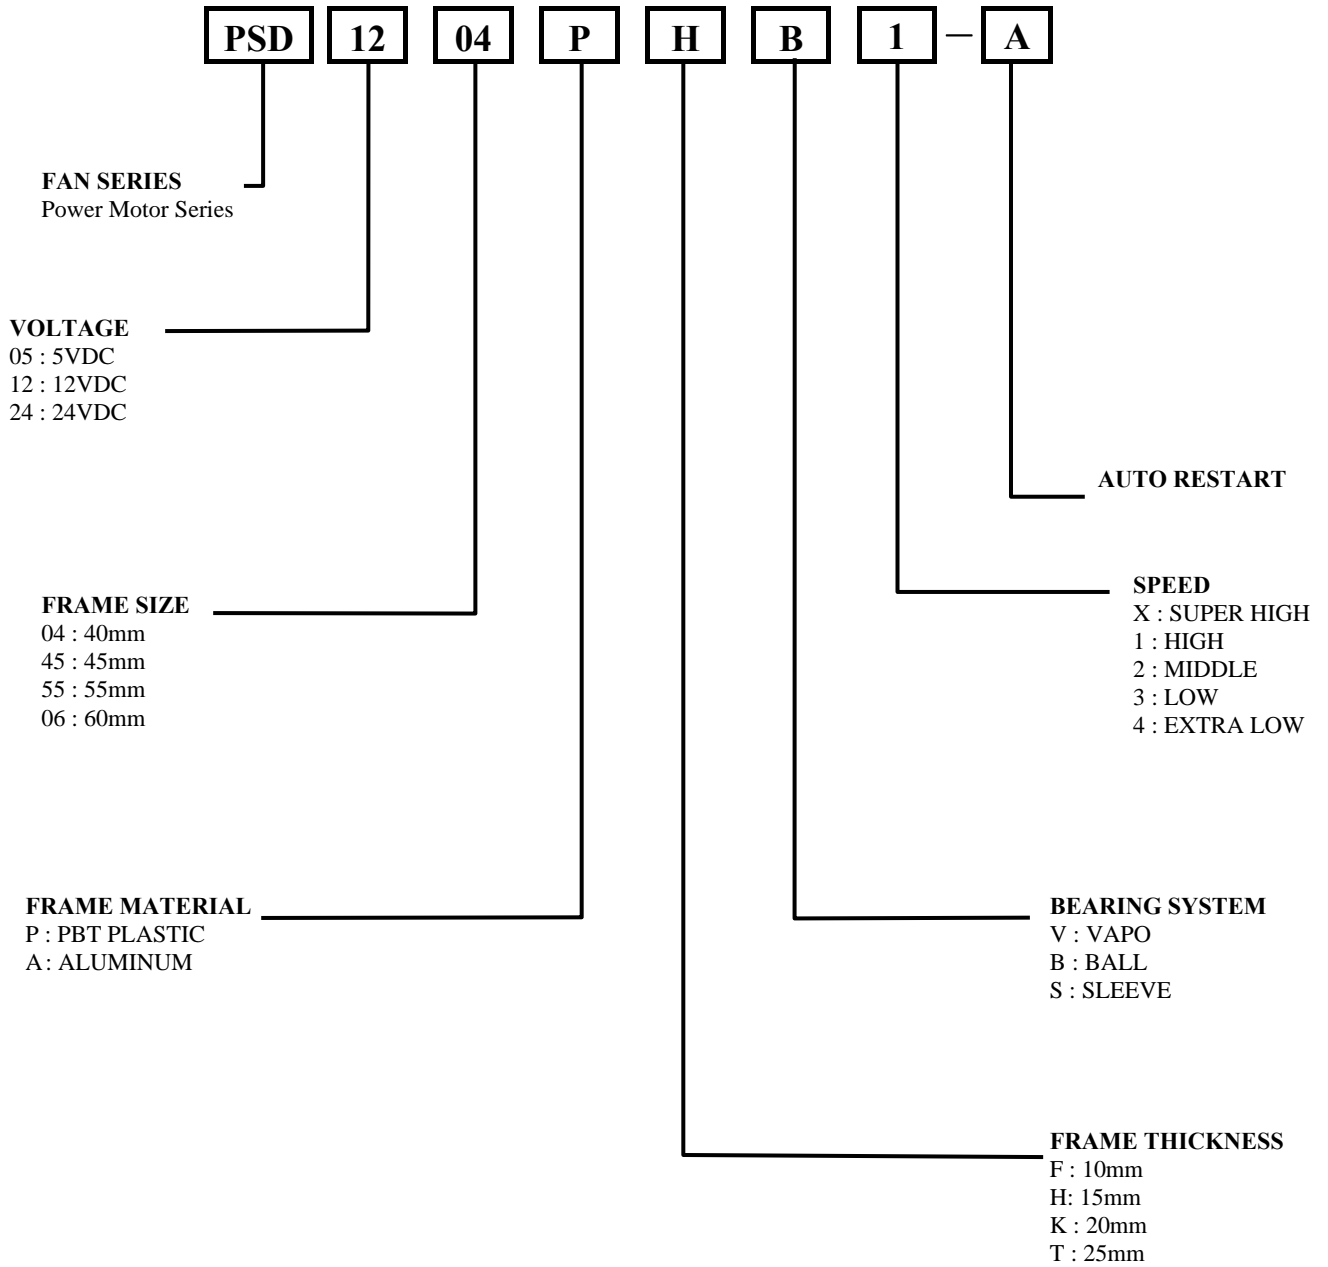 PSD 12 04 P H B 1 — A
FAN SERIES
Power Motor Series
VOLTAGE
05 : 5VDC
12 : 12VDC
24 : 24VDC
AUTO RESTART
SPEED
X : SUPER HIGH
1 : HIGH
2 : MIDDLE
3 : LOW
4 : EXTRA LOW
FRAME SIZE
04 : 40mm
45 : 45mm
55 : 55mm
06 : 60mm
FRAME MATERIAL
P : PBT PLASTIC
A : ALUMINUM
BEARING SYSTEM
V : VAPO
B : BALL
S : SLEEVE
FRAME THICKNESS
F : 10mm
H: 15mm
K : 20mm
T : 25mm